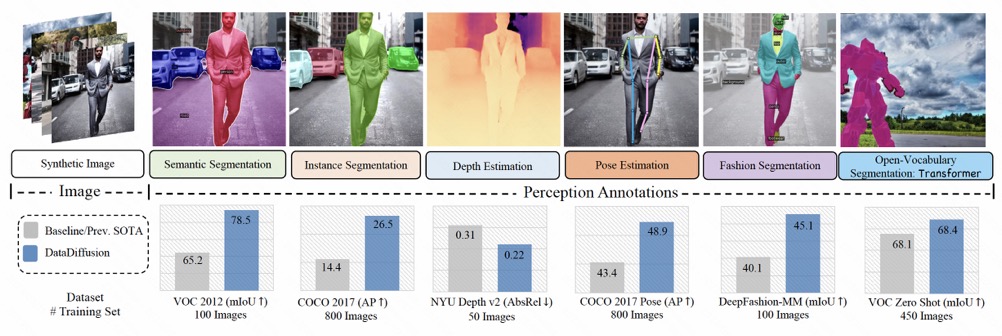 Synthetic Image
Semantic Segmentation
Instance Segmentation
Depth Estimation
Pose Estimation
Fashion Segmentation
Open-Vocabulary
Segmentation: Transformer
Image
Perception Annotations
Baseline/Prev. SOTA
DataDiffusion
65.2
78.5
14.4
26.5
0.31
0.22
43.4
48.9
40.1
45.1
68.1
68.4
Dataset
# Training Set
VOC 2012 (mIoU↑)
100 Images
COCO 2017 (AP↑)
800 Images
NYU Depth v2 (AbsRel↓)
50 Images
COCO 2017 Pose (AP↑)
800 Images
DeepFashion-MM (mIoU↑)
100 Images
VOC Zero Shot (mIoU↑)
450 Images